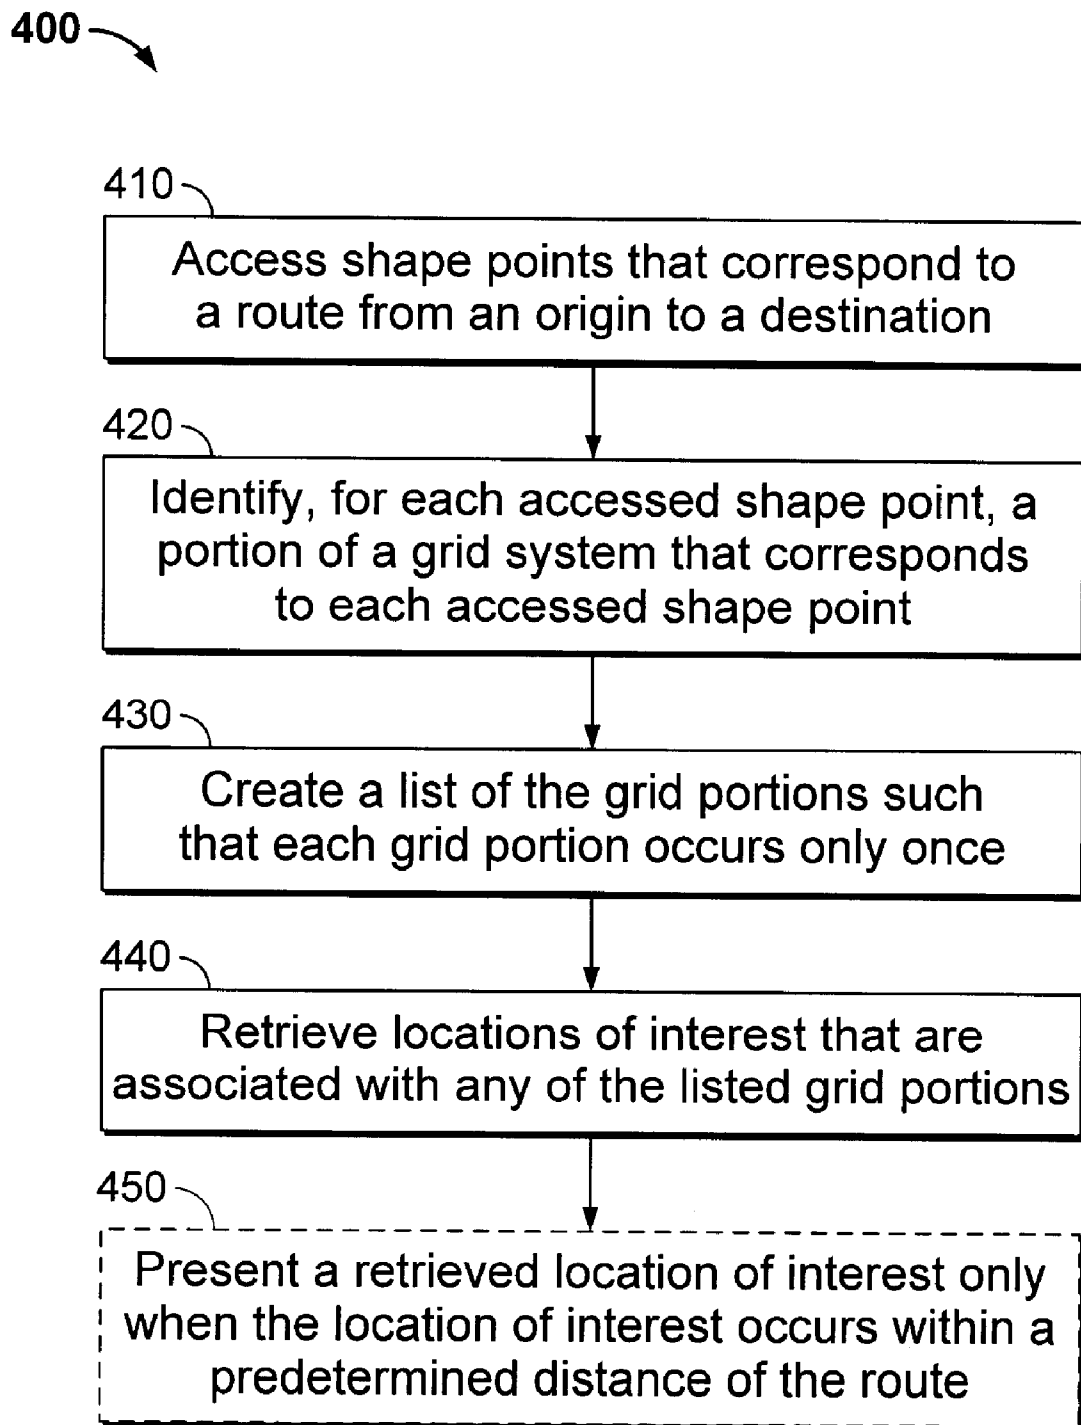 400
410
Access shape points that correspond to
a route from an origin to a destination
420
Identify, for each accessed shape point, a
portion of a grid system that corresponds
to each accessed shape point
430
Create a list of the grid portions such
that each grid portion occurs only once
440
Retrieve locations of interest that are
associated with any of the listed grid portions
450
Present a retrieved location of interest only
when the location of interest occurs within a
predetermined distance of the route